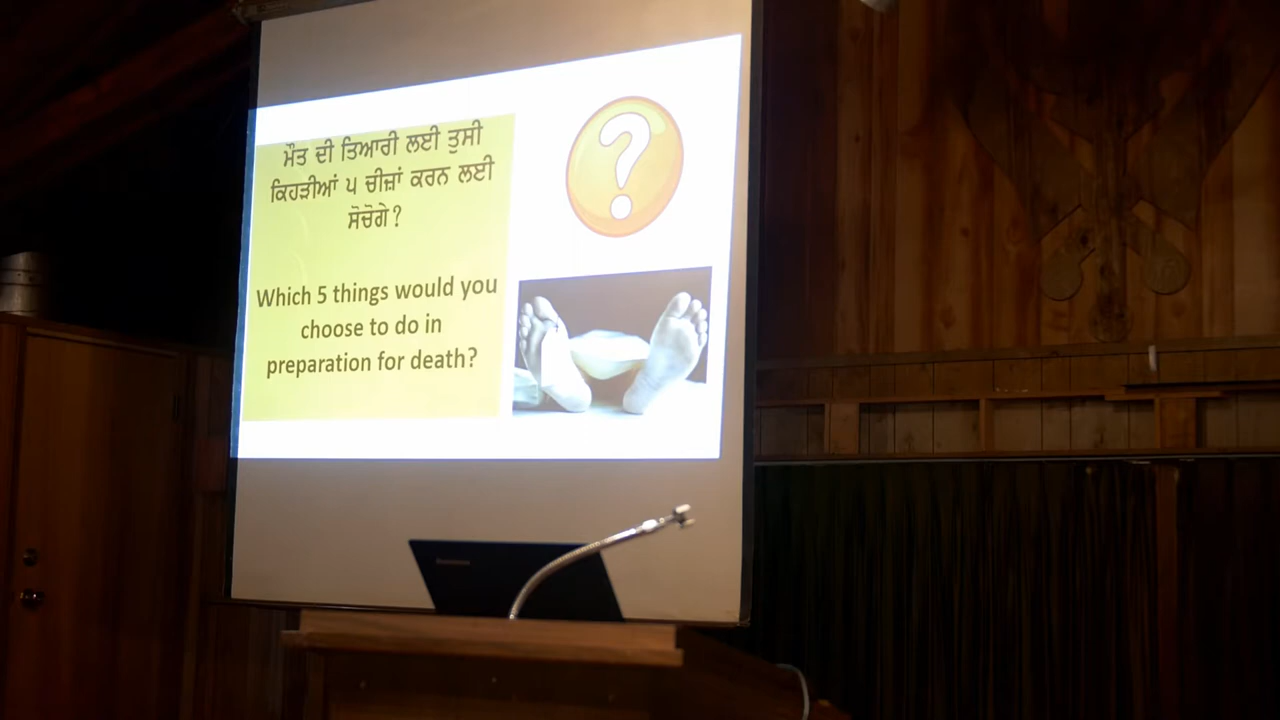 ਮੌਤ ਦੀ ਤਿਆਰੀ ਲਈ ਤੁਸੀ
ਕਿਹੜੀਆਂ ੫ ਚੀਜ਼ਾਂ ਕਰਨ ਲਈ
ਸੋਚੋਗੇ?
Which 5 things would you
choose to do in
preparation for death?